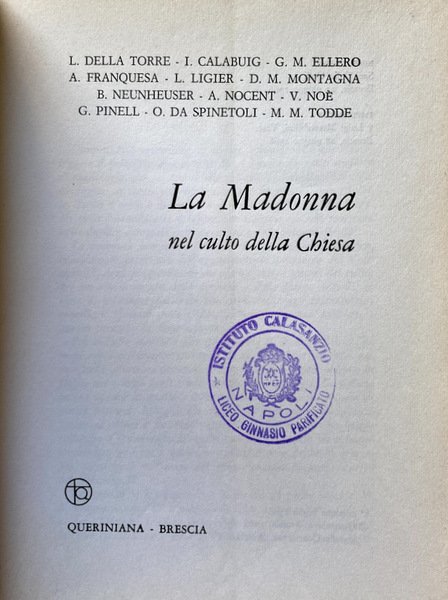 L. DELLA TORRE - I. CALABUIG - G. M. ELLERO
A. FRANQUESA - L. LIGIER - D. M. MONTAGNA
B. NEUNHEUSER - A. NOCENT - V. NOÈ
G. PINELL - O. DA SPINETOLI - M. M. TODDE
La Madonna
nel culto della Chiesa
ISTITUTO CALASANZIO
NAPOLI
LICEO GINNASIO PARIFICATO
QUERINIANA - BRESCIA